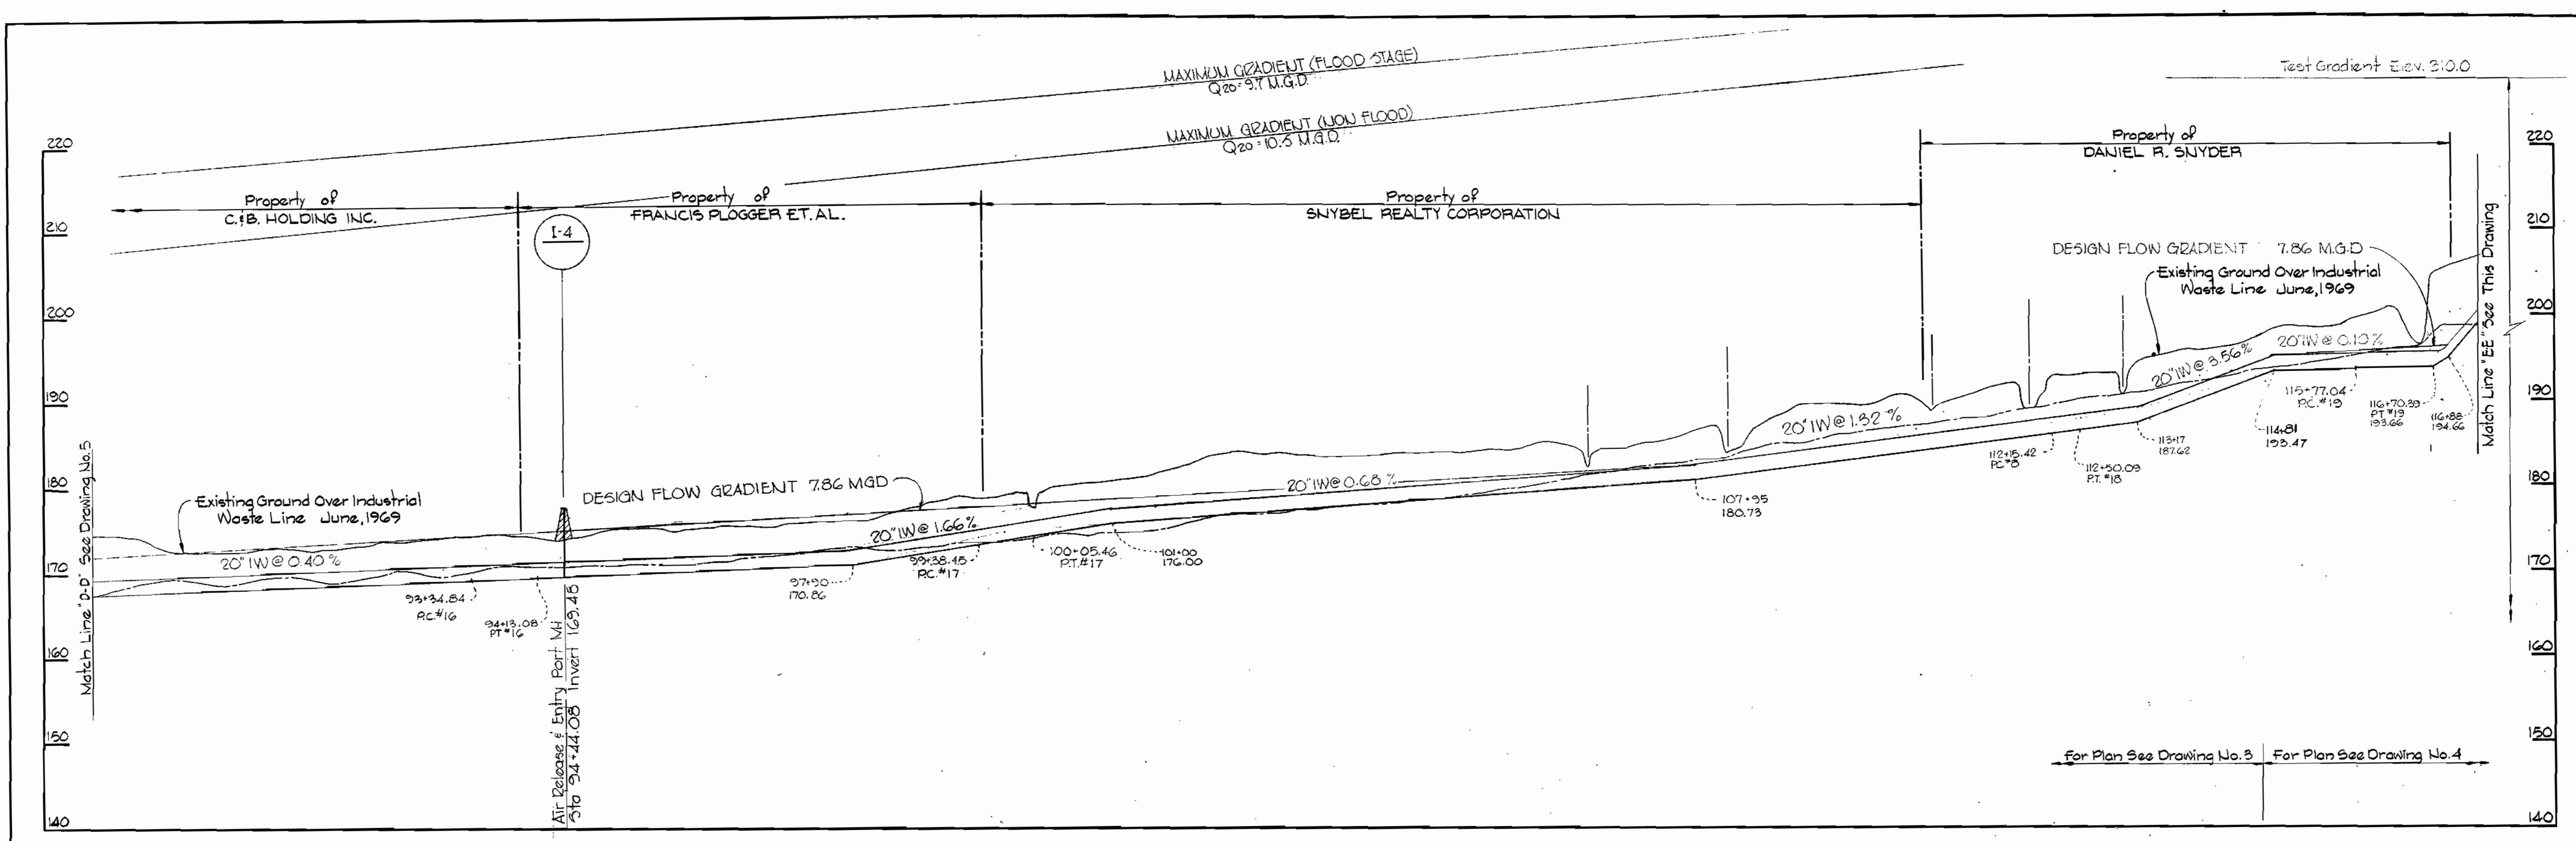 MAXIMUM GRADIENT (FLOOD STAGE)
Q20=9.7 M.G.D.
Test Gradient Elev. 310.0
MAXIMUM GRADIENT (NON FLOOD)
Q20=10.5 M.G.D.
220
220
Property of
DANIEL R. SNYDER
Property of
C.&B. HOLDING INC.
Property of
FRANCIS PLOGGER ET. AL.
Property of
SNYBEL REALTY CORPORATION
210
210
I-4
DESIGN FLOW GRADIENT 7.86 M.G.D
Existing Ground Over Industrial
Waste Line June, 1969
200
200
Match Line "EE" See This Drawing
20" IW @ 0.10%
20" IW @ 3.56%
190
190
115+77.04
P.C. #19
116+70.39
PT #19
193.66
116+88
194.66
114+81
193.47
20" IW @ 1.32 %
113+17
187.62
112+15.42
112+50.09
P.T. #18
180
180
DESIGN FLOW GRADIENT 7.86 MGD
20" IW @ 0.68 %
107+95
180.73
Existing Ground Over Industrial
Waste Line June, 1969
20" IW @ 1.66%
Match Line "D-D" See Drawing No. 5
20" IW @ 0.40 %
99+38.45
P.C. #17
100+05.46
P.T. #17
101+00
176.00
170
170
97+90
170.86
93+34.84
P.C. #16
94+13.08
PT #16
Air Release & Entry Port MH
Sta 94+44.08 Invert 169.48
160
160
150
150
For Plan See Drawing No. 3
For Plan See Drawing No. 4
140
140